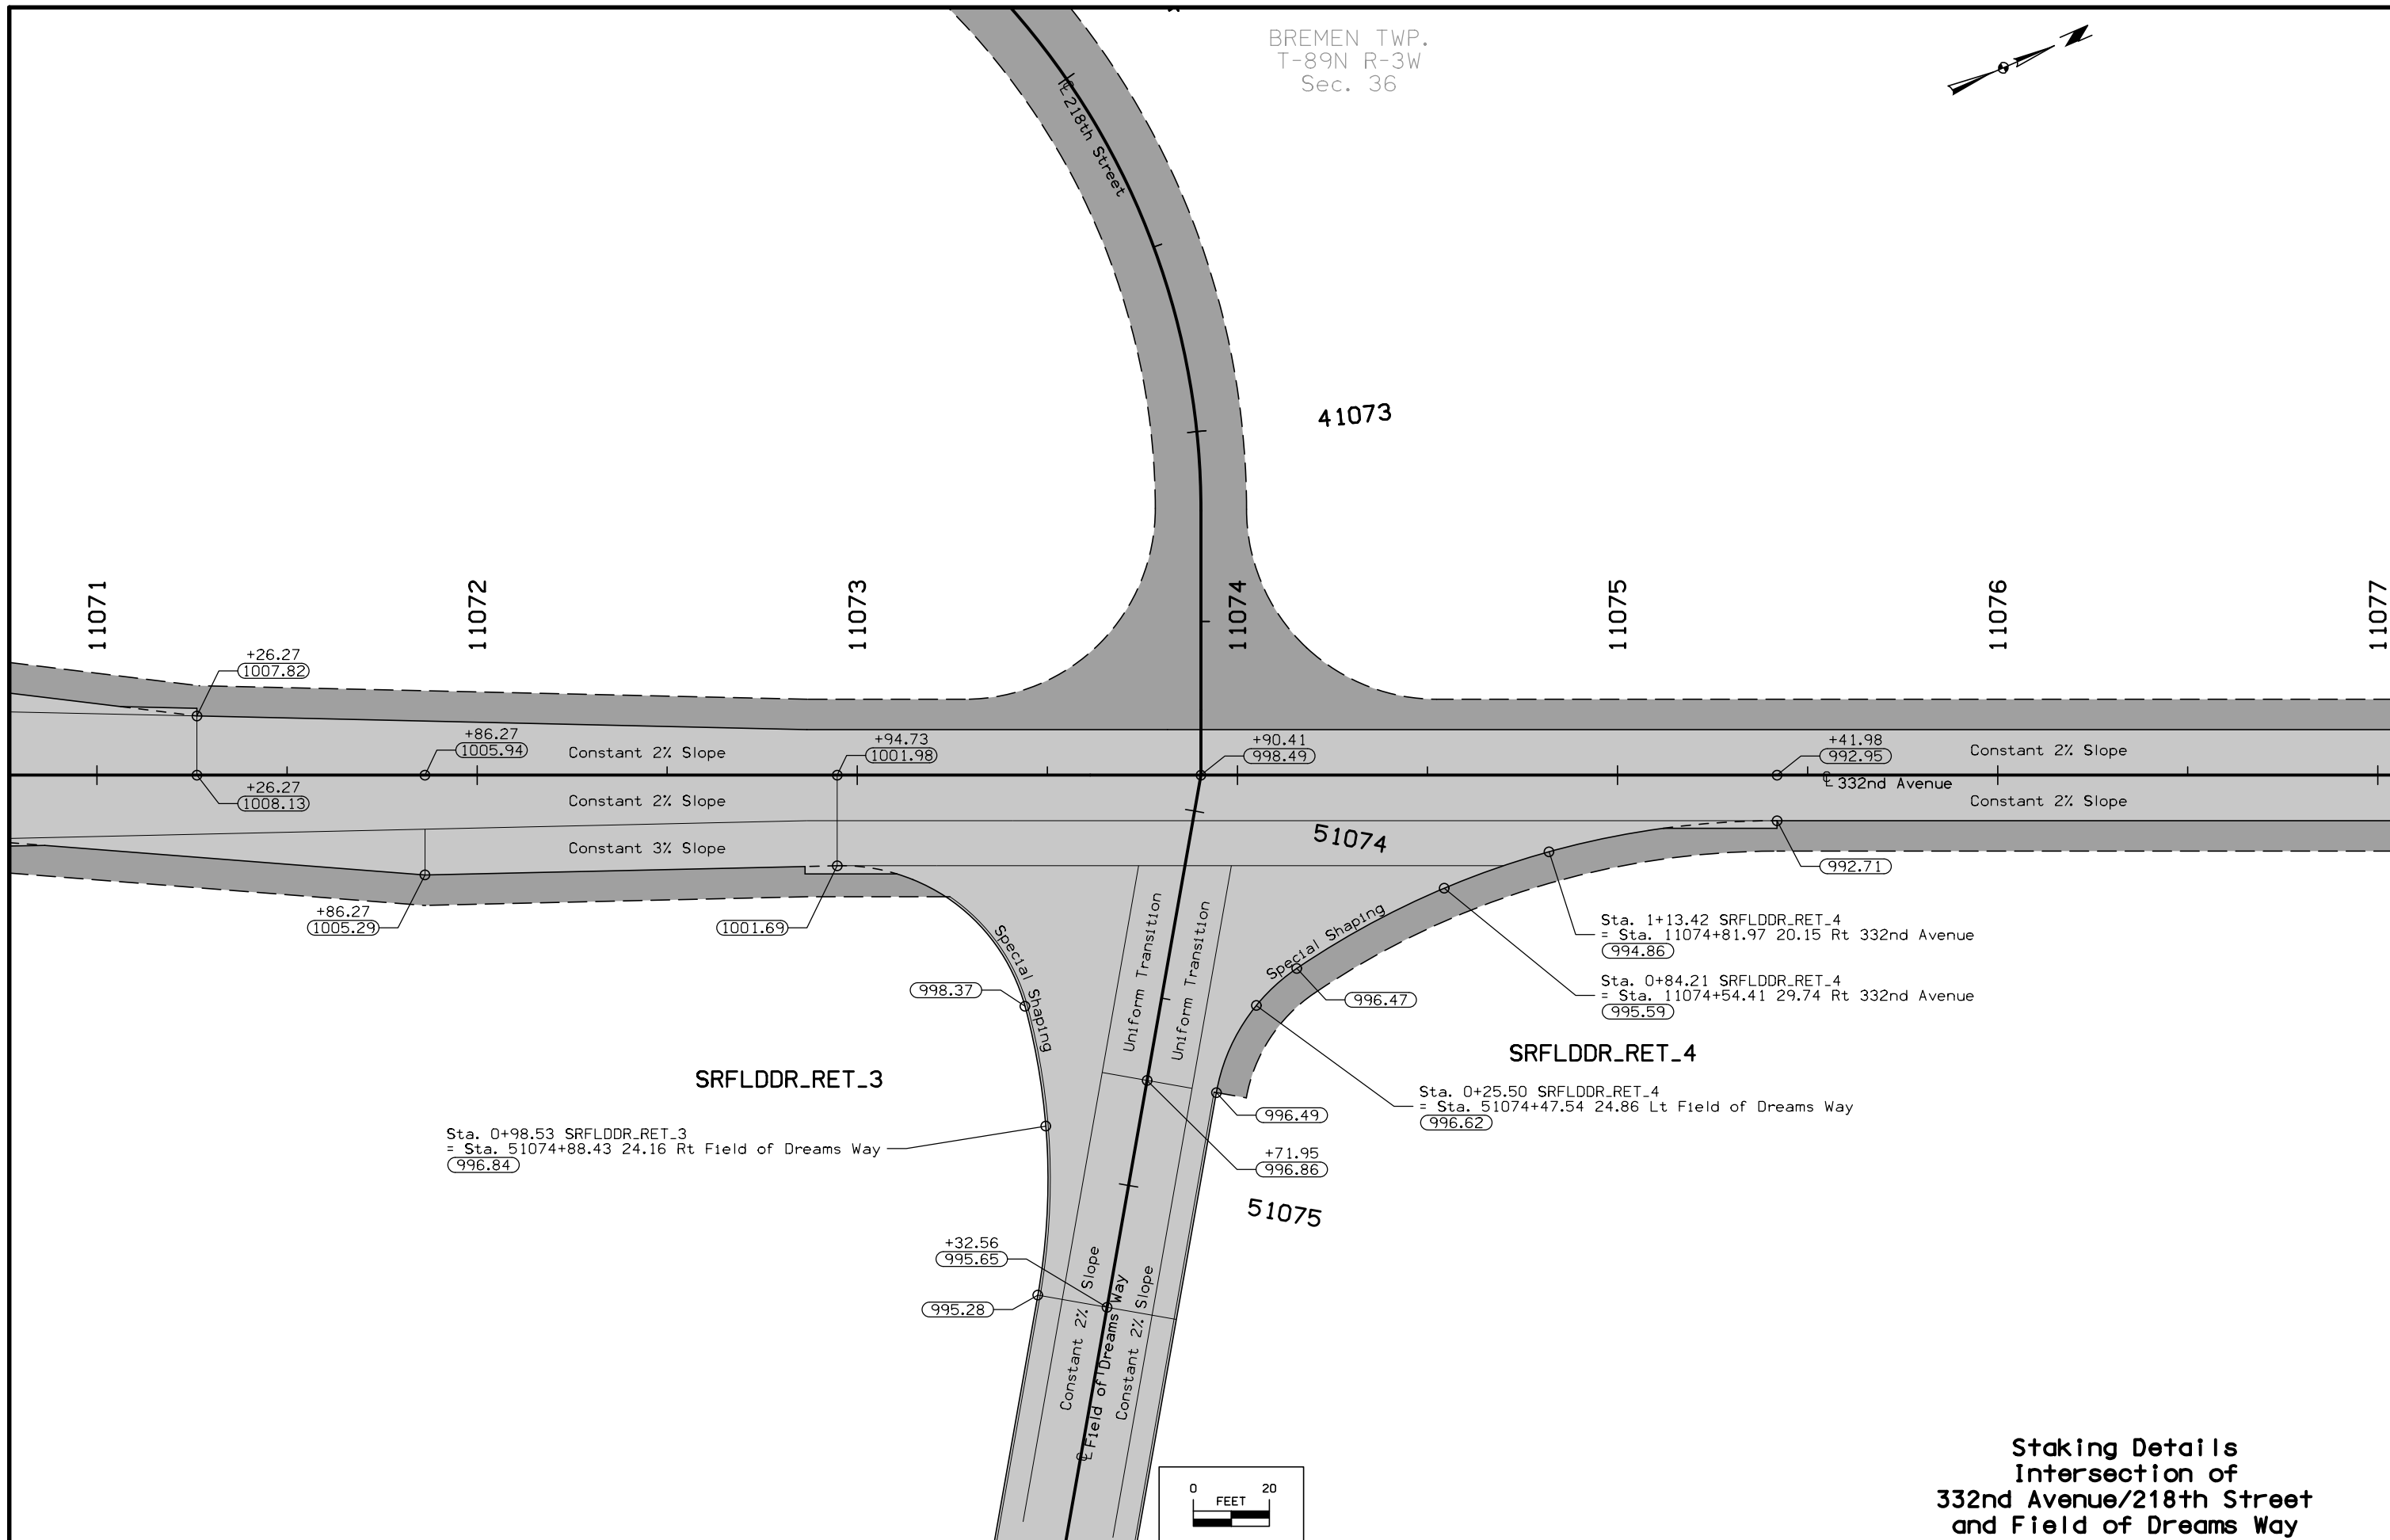 BREMEN TWP.
T-89N R-3W
Sec. 36
℄ 218th Street
41073
11071
11072
11073
11074
11075
11076
11077
+26.27
1007.82
+86.27
1005.94
Constant 2% Slope
+94.73
1001.98
+90.41
998.49
+41.98
992.95
Constant 2% Slope
℄ 332nd Avenue
+26.27
1008.13
Constant 2% Slope
Constant 2% Slope
51074
Constant 3% Slope
992.71
+86.27
1005.29
1001.69
Special Shaping
Uniform Transition
Uniform Transition
Special Shaping
Sta. 1+13.42 SRFLDDR_RET_4
= Sta. 11074+81.97 20.15 Rt 332nd Avenue
994.86
998.37
996.47
Sta. 0+84.21 SRFLDDR_RET_4
= Sta. 11074+54.41 29.74 Rt 332nd Avenue
995.59
SRFLDDR_RET_3
SRFLDDR_RET_4
Sta. 0+25.50 SRFLDDR_RET_4
= Sta. 51074+47.54 24.86 Lt Field of Dreams Way
996.62
996.49
Sta. 0+98.53 SRFLDDR_RET_3
= Sta. 51074+88.43 24.16 Rt Field of Dreams Way
996.84
+71.95
996.86
51075
+32.56
995.65
995.28
Constant 2% Slope
℄ Field of Dreams Way
Constant 2% Slope
0 20
FEET
Staking Details
Intersection of
332nd Avenue/218th Street
and Field of Dreams Way